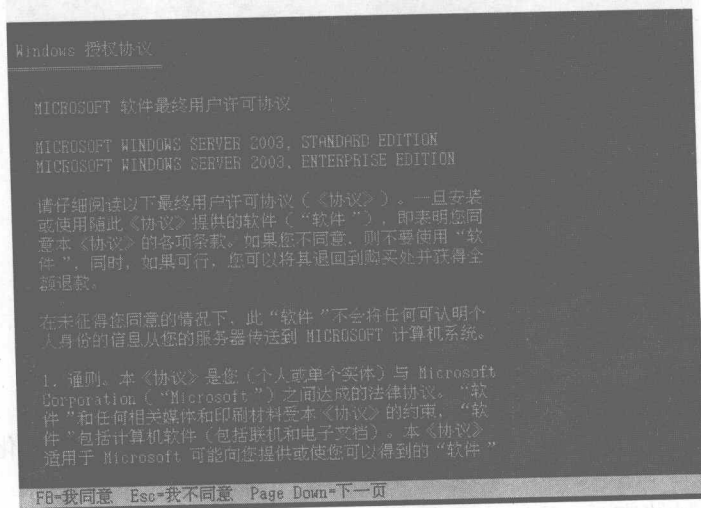 Windows 授权协议
MICROSOFT 软件最终用户许可协议
MICROSOFT WINDOWS SERVER 2003, STANDARD EDITION
MICROSOFT WINDOWS SERVER 2003, ENTERPRISE EDITION
请仔细阅读以下最终用户许可协议（《协议》）。一旦安装
或使用随此《协议》提供的软件（“软件”），即表明您同
意本《协议》的各项条款。如果您不同意，则不要使用“软
件”，同时，如果可行，您可以将其退回到购买处并获得全
额退款。
在未征得您同意的情况下，此“软件”不会将任何可认明个
人身份的信息从您的服务器传送到 MICROSOFT 计算机系统。
1. 通则。本《协议》是您（个人或单个实体）与 Microsoft
Corporation（“Microsoft”）之间达成的法律协议。“软
件”和任何相关媒体和印刷材料受本《协议》的约束，“软
件”包括计算机软件（包括联机和电子文档）。本《协议》
适用于 Microsoft 可能向您提供或使您可以得到的“软件”
F8=我同意 Esc=我不同意 Page Down=下一页